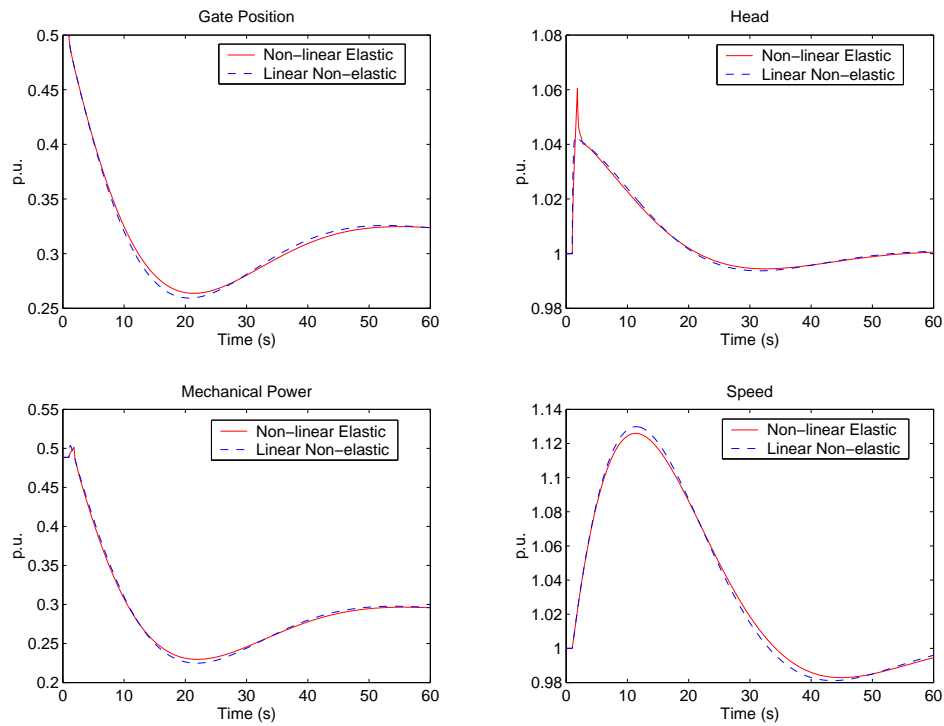 Gate Position
0.5
0.45
0.4
0.35
0.3
0.25
p.u.
Non−linear Elastic
Linear Non−elastic
0 10 20 30 40 50 60
Time (s)
Head
1.08
1.06
1.04
1.02
1
0.98
p.u.
Non−linear Elastic
Linear Non−elastic
0 10 20 30 40 50 60
Time (s)
Mechanical Power
0.55
0.5
0.45
0.4
0.35
0.3
0.25
0.2
p.u.
Non−linear Elastic
Linear Non−elastic
0 10 20 30 40 50 60
Time (s)
Speed
1.14
1.12
1.1
1.08
1.06
1.04
1.02
1
0.98
p.u.
Non−linear Elastic
Linear Non−elastic
0 10 20 30 40 50 60
Time (s)